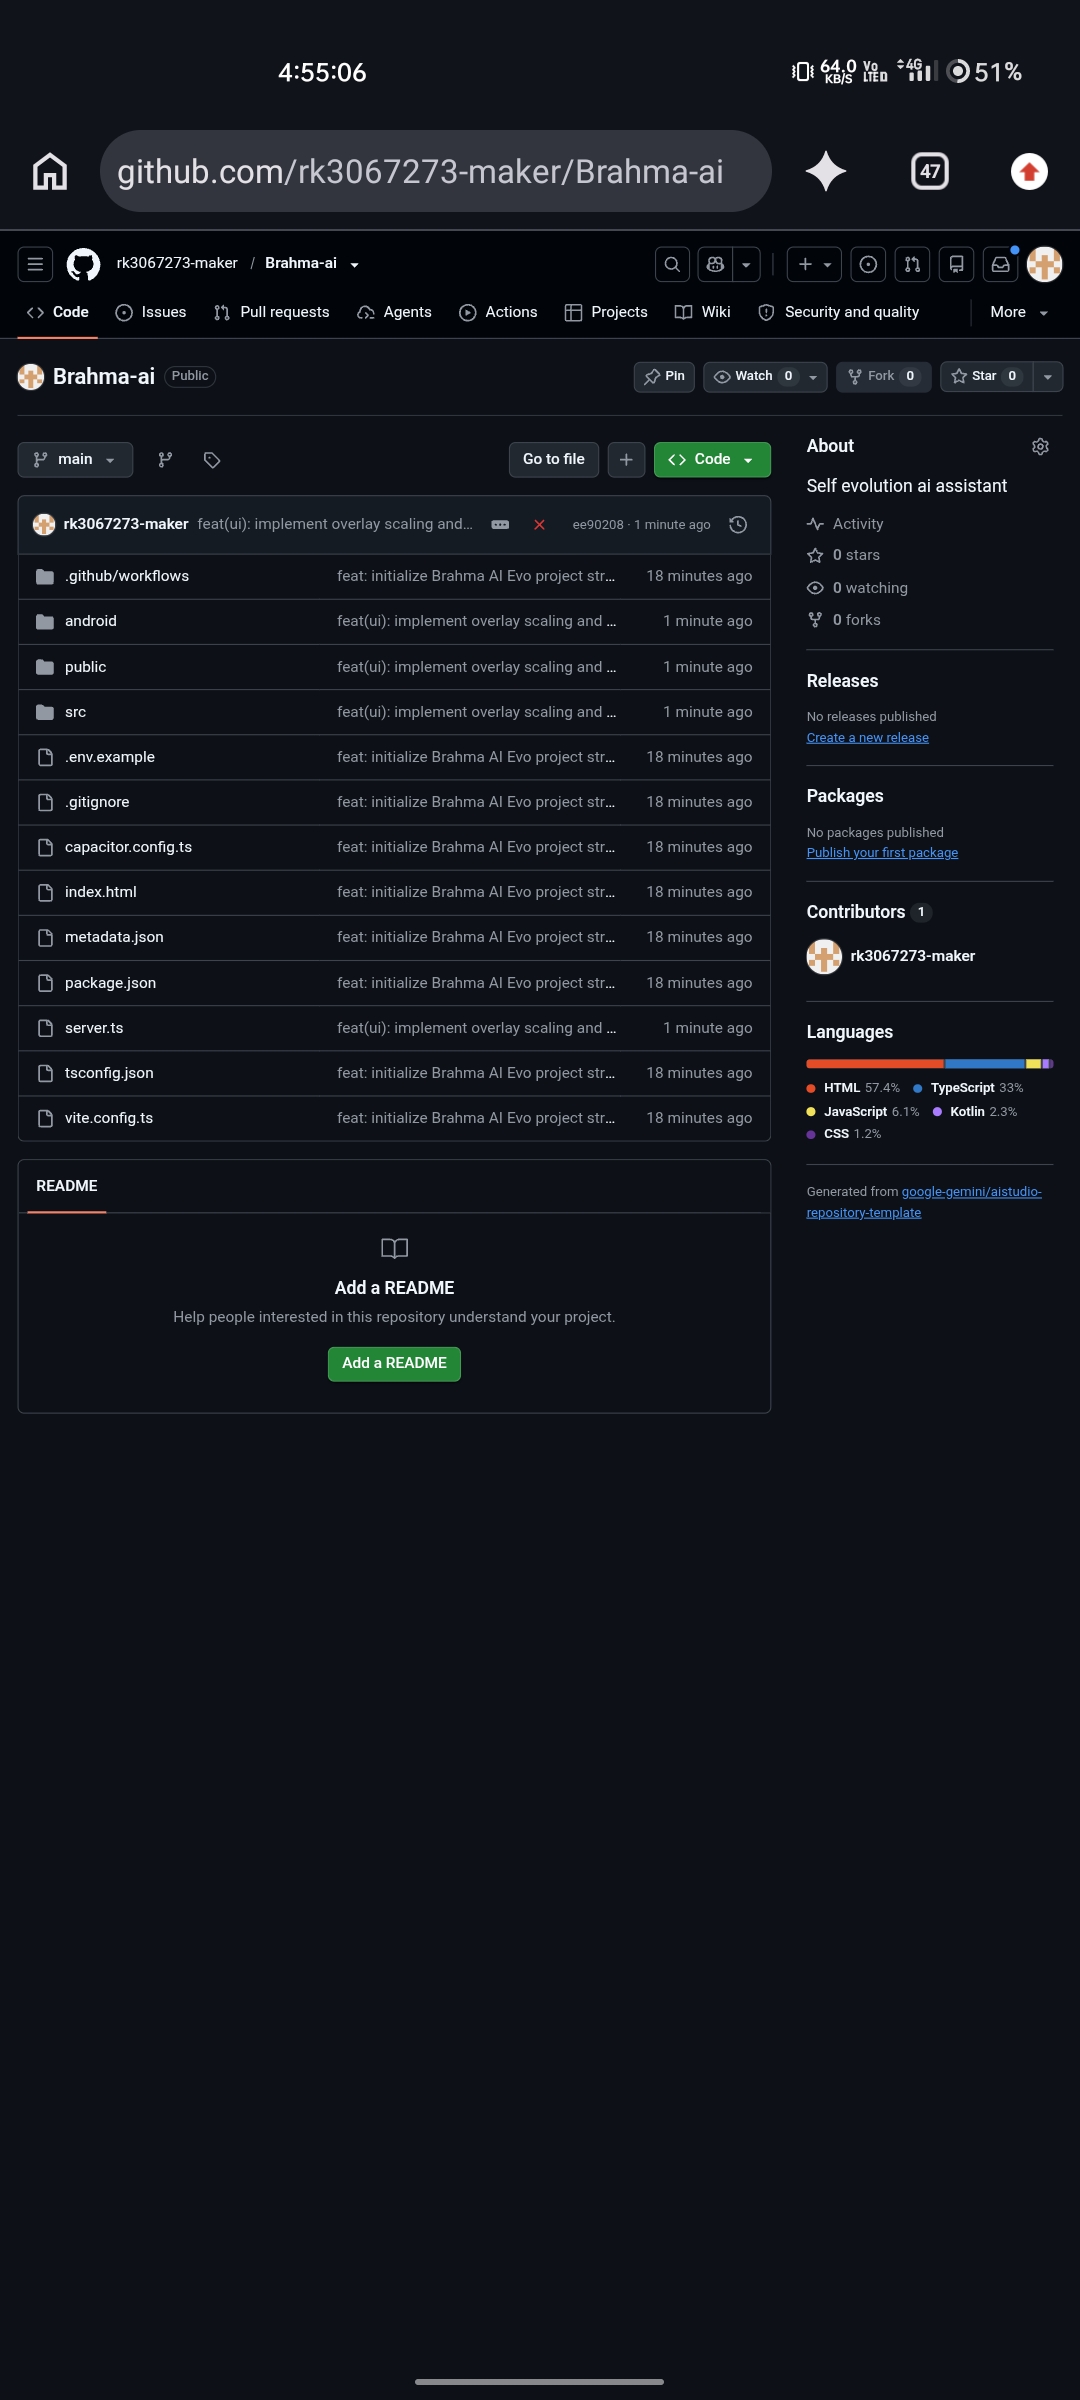 4:55:06
64.0 KB/S Vo LTED 4G 51%
github.com/rk3067273-maker/Brahma-ai
47
rk3067273-maker / Brahma-ai
Code Issues Pull requests Agents Actions Projects Wiki Security and quality More
Brahma-ai Public
Pin Watch 0 Fork 0 Star 0
main
Go to file
Code
rk3067273-maker feat(ui): implement overlay scaling and... ee90208 · 1 minute ago
.github/workflows feat: initialize Brahma AI Evo project str... 18 minutes ago
android feat(ui): implement overlay scaling and ... 1 minute ago
public feat(ui): implement overlay scaling and ... 1 minute ago
src feat(ui): implement overlay scaling and ... 1 minute ago
.env.example feat: initialize Brahma AI Evo project str... 18 minutes ago
.gitignore feat: initialize Brahma AI Evo project str... 18 minutes ago
capacitor.config.ts feat: initialize Brahma AI Evo project str... 18 minutes ago
index.html feat: initialize Brahma AI Evo project str... 18 minutes ago
metadata.json feat: initialize Brahma AI Evo project str... 18 minutes ago
package.json feat: initialize Brahma AI Evo project str... 18 minutes ago
server.ts feat(ui): implement overlay scaling and ... 1 minute ago
tsconfig.json feat: initialize Brahma AI Evo project str... 18 minutes ago
vite.config.ts feat: initialize Brahma AI Evo project str... 18 minutes ago
README
Add a README
Help people interested in this repository understand your project.
Add a README
About
Self evolution ai assistant
Activity
0 stars
0 watching
0 forks
Releases
No releases published
Create a new release
Packages
No packages published
Publish your first package
Contributors 1
rk3067273-maker
Languages
HTML 57.4% TypeScript 33%
JavaScript 6.1% Kotlin 2.3%
CSS 1.2%
Generated from google-gemini/aistudio-
repository-template